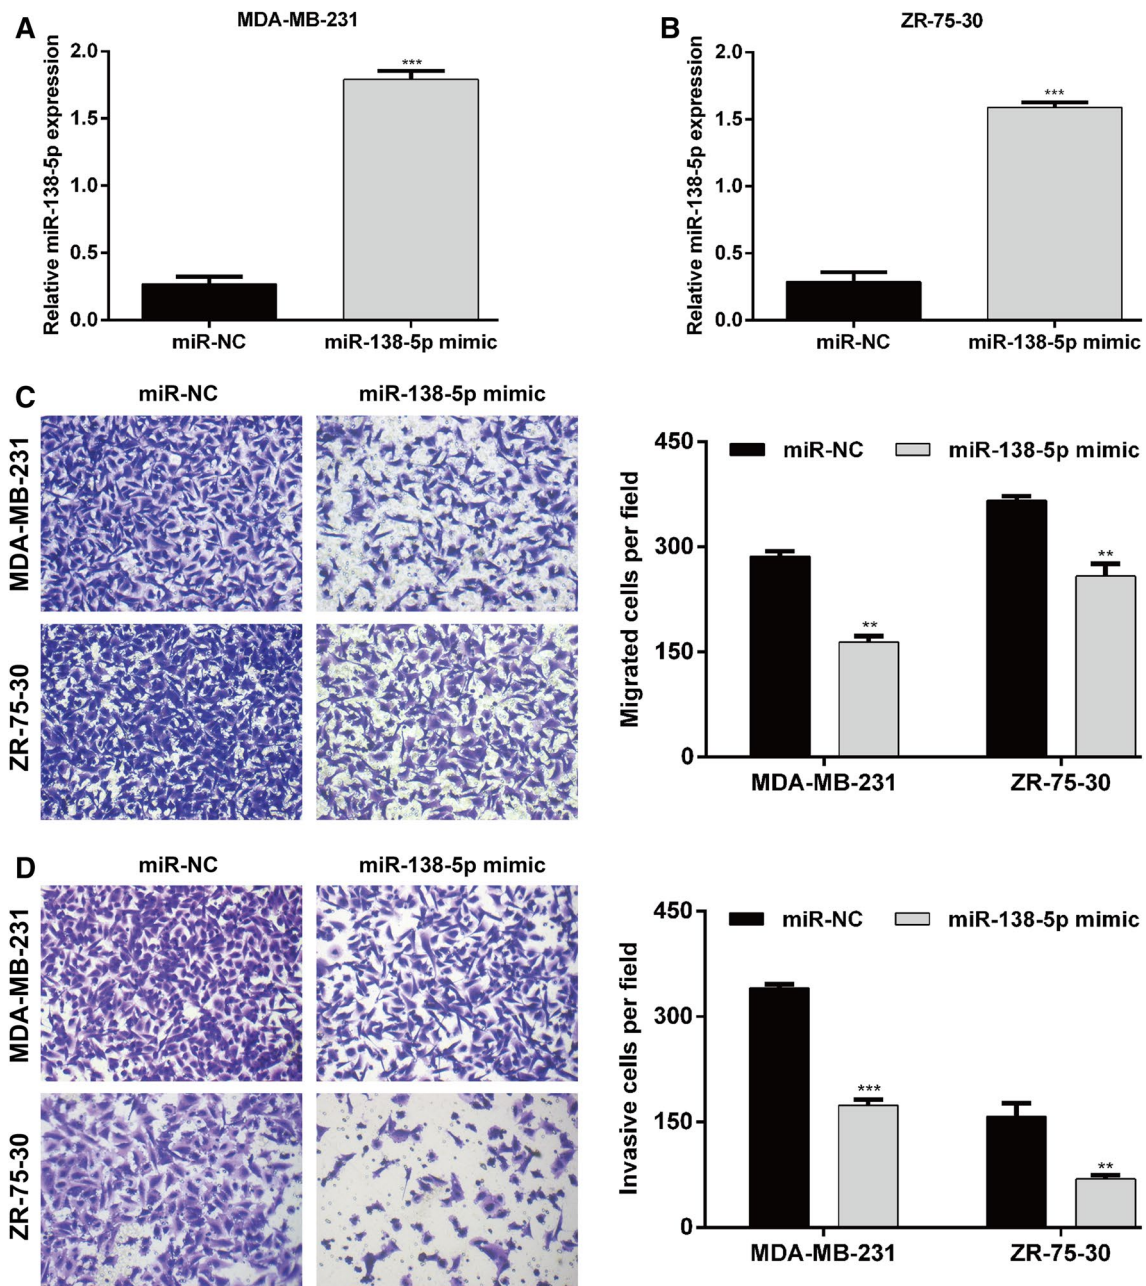 A
MDA-MB-231
Relative miR-138-5p expression
2.0
1.5
1.0
0.5
0.0
***
miR-NC
miR-138-5p mimic
B
ZR-75-30
Relative miR-138-5p expression
2.0
1.5
1.0
0.5
0.0
***
miR-NC
miR-138-5p mimic
C
miR-NC
miR-138-5p mimic
MDA-MB-231
ZR-75-30
Migrated cells per field
450
300
150
0
miR-NC
miR-138-5p mimic
**
**
MDA-MB-231
ZR-75-30
D
miR-NC
miR-138-5p mimic
MDA-MB-231
ZR-75-30
Invasive cells per field
450
300
150
0
miR-NC
miR-138-5p mimic
***
**
MDA-MB-231
ZR-75-30